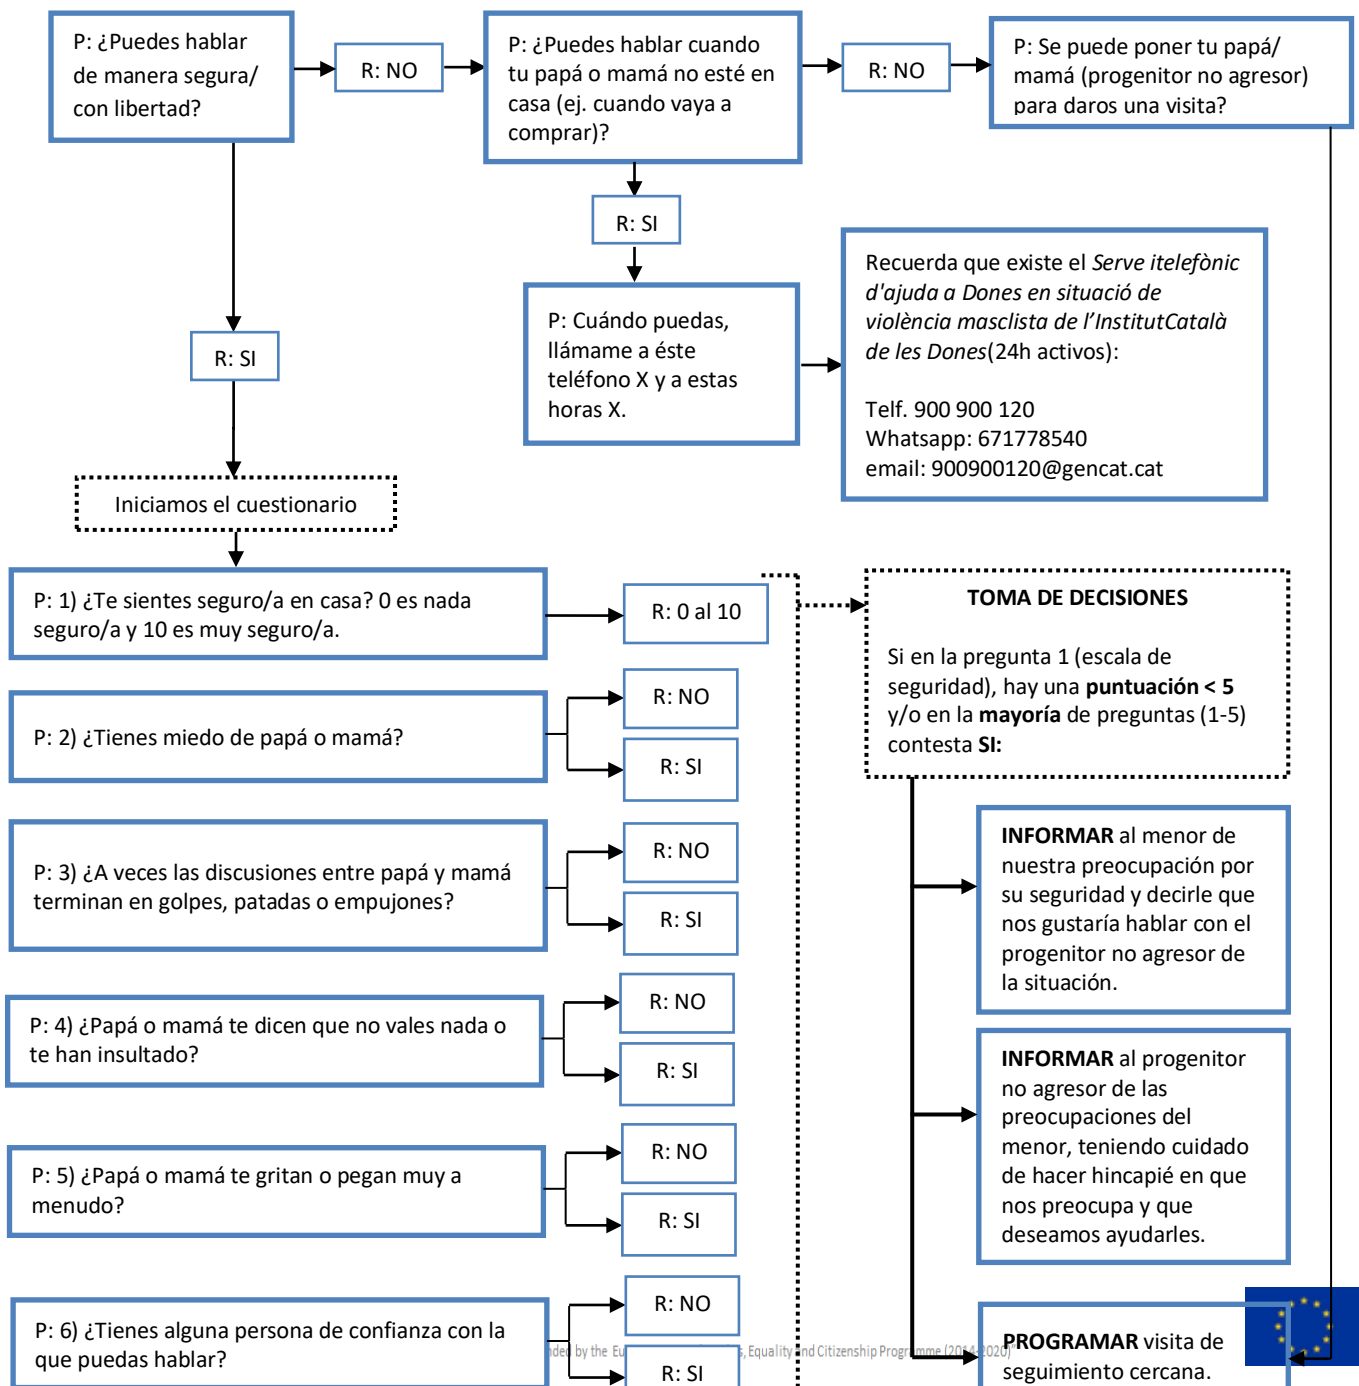 P: ¿Puedes hablar
de manera segura/
con libertad?
R: NO
P: ¿Puedes hablar cuando
tu papá o mamá no esté en
casa (ej. cuando vaya a
comprar)?
R: NO
P: Se puede poner tu papá/
mamá (progenitor no agresor)
para daros una visita?
R: SI
R: SI
P: Cuándo puedas,
llámame a éste
teléfono X y a estas
horas X.
Recuerda que existe el Serve itelefònic
d'ajuda a Dones en situació de
violència masclista de l’InstitutCatalà
de les Dones(24h activos):
Telf. 900 900 120
Whatsapp: 671778540
email: 900900120@gencat.cat
Iniciamos el cuestionario
P: 1) ¿Te sientes seguro/a en casa? 0 es nada
seguro/a y 10 es muy seguro/a.
R: 0 al 10
P: 2) ¿Tienes miedo de papá o mamá?
R: NO
R: SI
P: 3) ¿A veces las discusiones entre papá y mamá
terminan en golpes, patadas o empujones?
R: NO
R: SI
P: 4) ¿Papá o mamá te dicen que no vales nada o
te han insultado?
R: NO
R: SI
P: 5) ¿Papá o mamá te gritan o pegan muy a
menudo?
R: NO
R: SI
P: 6) ¿Tienes alguna persona de confianza con la
que puedas hablar?
R: NO
R: SI
TOMA DE DECISIONES
Si en la pregunta 1 (escala de
seguridad), hay una puntuación < 5
y/o en la mayoría de preguntas (1-5)
contesta SI:
INFORMAR al menor de
nuestra preocupación por
su seguridad y decirle que
nos gustaría hablar con el
progenitor no agresor de
la situación.
INFORMAR al progenitor
no agresor de las
preocupaciones del
menor, teniendo cuidado
de hacer hincapié en que
nos preocupa y que
deseamos ayudarles.
PROGRAMAR visita de
seguimiento cercana.
by the Equality and Citizenship Programme (2014-2020)"